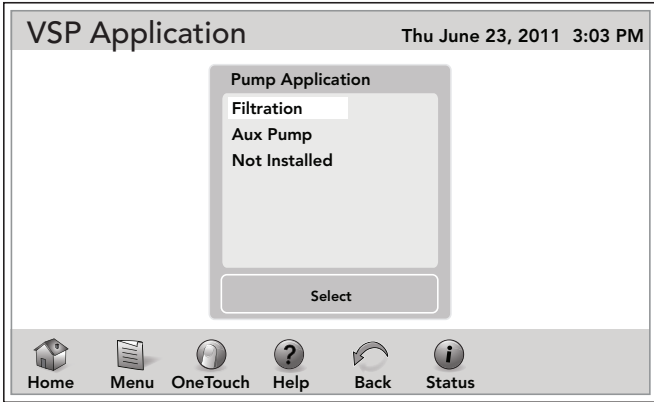 VSP Application
Thu June 23, 2011 3:03 PM
Pump Application
Filtration
Aux Pump
Not Installed
Select
?
i
Home Menu OneTouch Help Back Status